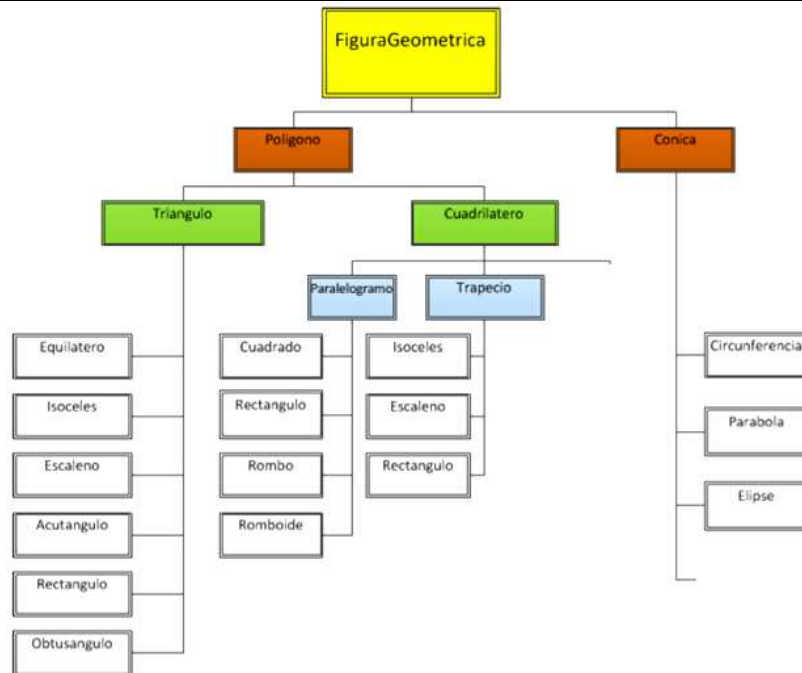 FiguraGeometrica
Poligono
Conica
Triangulo
Cuadrilatero
Paralelogramo
Trapecio
Equilatero
Isoceles
Escaleno
Acutangulo
Rectangulo
Obtusangulo
Cuadrado
Rectangulo
Rombo
Romboide
Isoceles
Escaleno
Rectangulo
Circunferencia
Parabola
Elipse